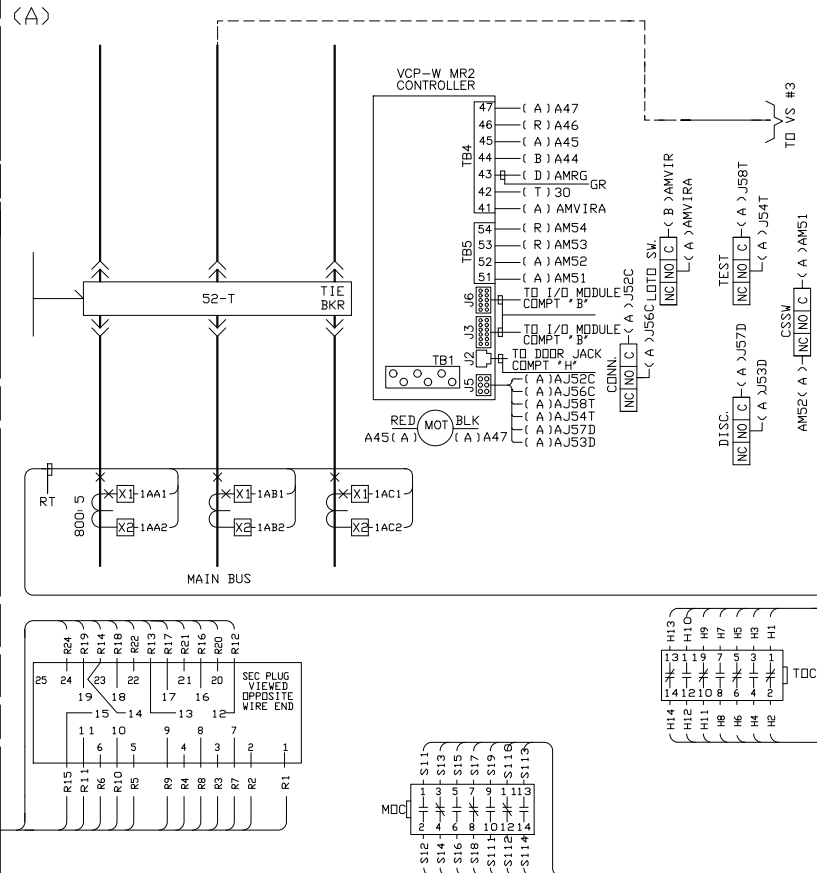 (A)
VCP-W MR2
CONTROLLER
TO VS #3
TB4
47 ( A ) A47
46 ( R ) A46
45 ( A ) A45
44 ( B ) A44
43 ( D ) AMRG
GR
42 ( T ) 30
41 ( A ) AMVIRA
TB5
54 ( R ) AM54
53 ( R ) AM53
52 ( A ) AM52
51 ( A ) AM51
J6
TO I/O MODULE
COMPT "B"
J3
TO I/O MODULE
COMPT "B"
J2
TO DOOR JACK
COMPT "H"
TB1
J5
( A )AJ52C
( A )AJ56C
( A )AJ58T
( A )AJ54T
( A )AJ57D
( A )AJ53D
RED MOT BLK
A45( A ) ( A )A47
CONN.
NC NO C ( A )J52C
( A )J56C
LOTO SW.
NC NO C ( B )AMVIR
( A )AMVIRA
TEST
NC NO C ( A )J58T
( A )J54T
DISC.
NC NO C ( A )J57D
( A )J53D
CSSW
AM52( A ) NC NO C ( A )AM51
52-T
TIE
BKR
RT
800:5
X1 1AA1
X2 1AA2
X1 1AB1
X2 1AB2
X1 1AC1
X2 1AC2
MAIN BUS
R24 R19 R14 R18 R22 R13 R17 R21 R16 R20 R12
25 24 23 22 21 20
19 18 17 16
15 14 13 12
11 10 9 8 7
6 5 4 3 2 1
SEC PLUG
VIEWED
OPPOSITE
WIRE END
R15 R11 R6 R10 R5 R9 R4 R8 R3 R7 R2 R1
H13 H10 H9 H7 H5 H3 H1
13 11 9 7 5 3 1
14 12 10 8 6 4 2
TOC
H14 H12 H11 H8 H6 H4 H2
S11 S13 S15 S17 S19 S110 S113
MOC
1 3 5 7 9 11 13
2 4 6 8 10 12 14
S12 S14 S16 S18 S111 S112 S114